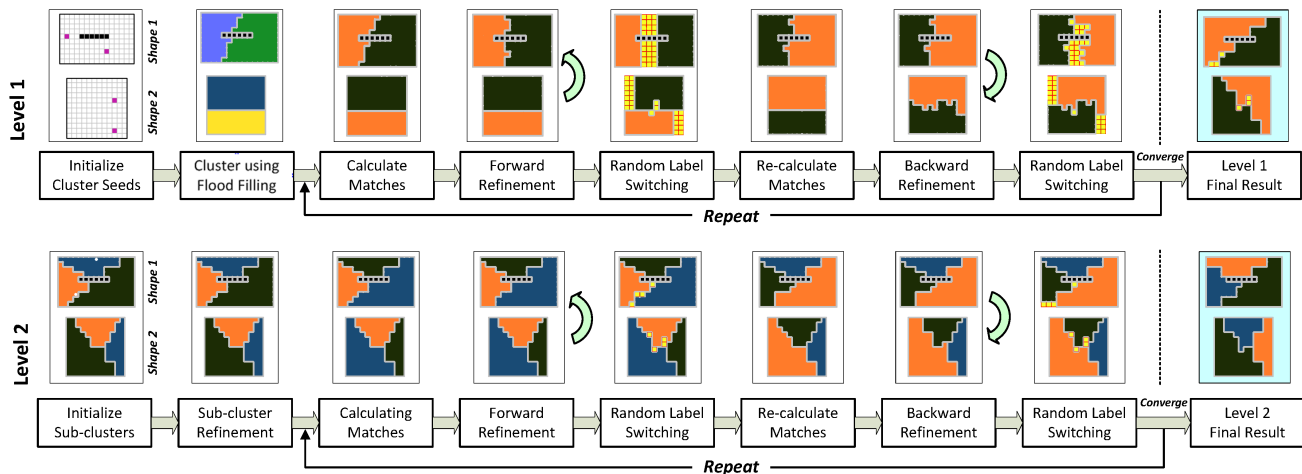 Level 1
Shape 1
Shape 2
Initialize
Cluster Seeds
Cluster using
Flood Filling
Calculate
Matches
Forward
Refinement
Random Label
Switching
Re-calculate
Matches
Backward
Refinement
Random Label
Switching
Converge
Level 1
Final Result
Repeat
Level 2
Shape 1
Shape 2
Initialize
Sub-clusters
Sub-cluster
Refinement
Calculating
Matches
Forward
Refinement
Random Label
Switching
Re-calculate
Matches
Backward
Refinement
Random Label
Switching
Converge
Level 2
Final Result
Repeat